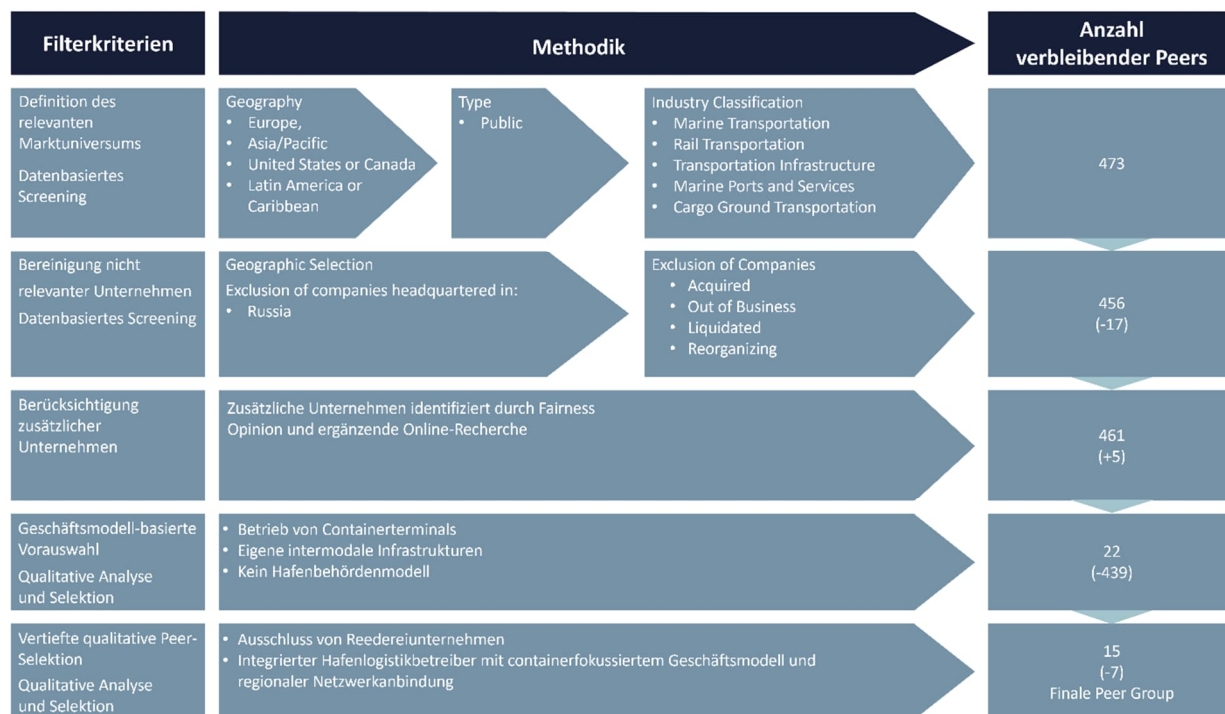 Filterkriterien
Methodik
Anzahl
verbleibender Peers
Definition des
relevanten
Marktuniversums
Datenbasiertes
Screening
Geography
• Europe,
• Asia/Pacific
• United States or Canada
• Latin America or
Caribbean
Type
• Public
Industry Classification
• Marine Transportation
• Rail Transportation
• Transportation Infrastructure
• Marine Ports and Services
• Cargo Ground Transportation
473
Bereinigung nicht
relevanter Unternehmen
Datenbasiertes Screening
Geographic Selection
Exclusion of companies headquartered in:
• Russia
Exclusion of Companies
• Acquired
• Out of Business
• Liquidated
• Reorganizing
456
(-17)
Berücksichtigung
zusätzlicher
Unternehmen
Zusätzliche Unternehmen identifiziert durch Fairness
Opinion und ergänzende Online-Recherche
461
(+5)
Geschäftsmodell-basierte
Vorauswahl
Qualitative Analyse
und Selektion
• Betrieb von Containerterminals
• Eigene intermodale Infrastrukturen
• Kein Hafenbehördenmodell
22
(-439)
Vertiefte qualitative Peer-
Selektion
Qualitative Analyse
und Selektion
• Ausschluss von Reedereiunternehmen
• Integrierter Hafenlogistikbetreiber mit containerfokussiertem Geschäftsmodell und
regionaler Netzwerkanbindung
15
(-7)
Finale Peer Group